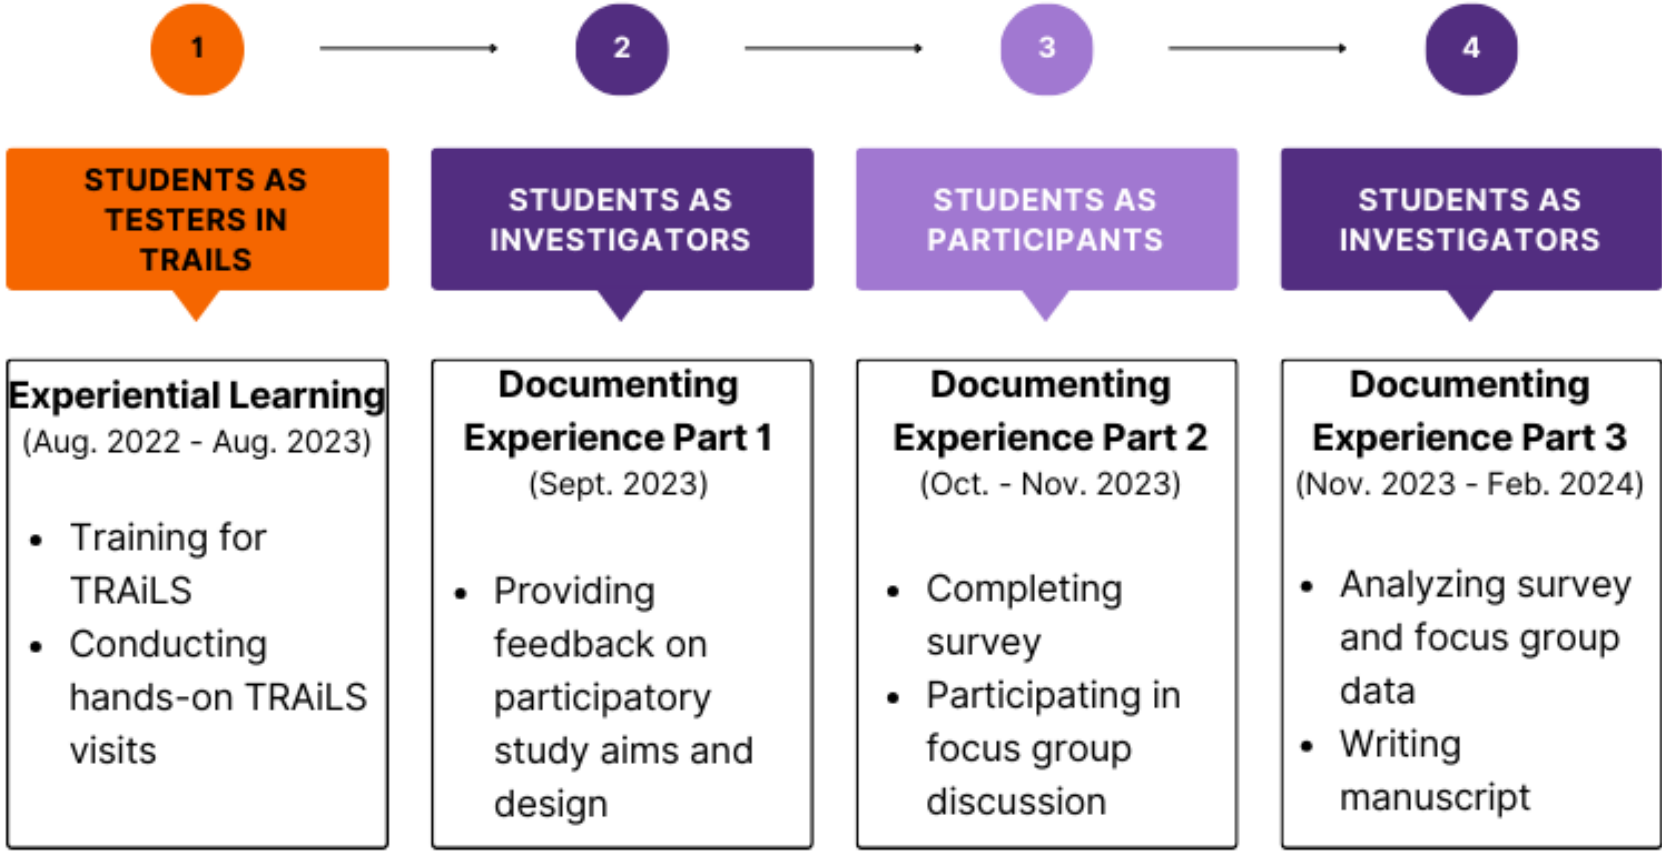 1
2
3
4
STUDENTS AS
TESTERS IN
TRAILS
STUDENTS AS
INVESTIGATORS
STUDENTS AS
PARTICIPANTS
STUDENTS AS
INVESTIGATORS
Experiential Learning
(Aug. 2022 - Aug. 2023)
• Training for
TRAiLS
• Conducting
hands-on TRAiLS
visits
Documenting
Experience Part 1
(Sept. 2023)
• Providing
feedback on
participatory
study aims and
design
Documenting
Experience Part 2
(Oct. - Nov. 2023)
• Completing
survey
• Participating in
focus group
discussion
Documenting
Experience Part 3
(Nov. 2023 - Feb. 2024)
• Analyzing survey
and focus group
data
• Writing
manuscript